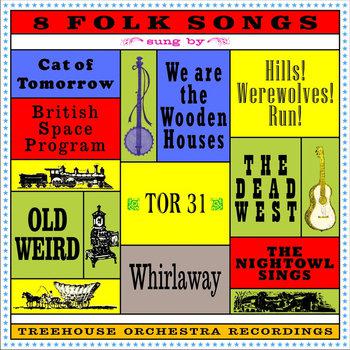 8 FOLK SONGS
sung by
Cat of
Tomorrow
British
Space
Program
We are
the
Wooden
Houses
Hills!
Werewolves!
Run!
OLD
WEIRD
TOR 31
THE
DEAD
WEST
Whirlaway
THE
NIGHTOWL
SINGS
TREEHOUSE ORCHESTRA RECORDINGS